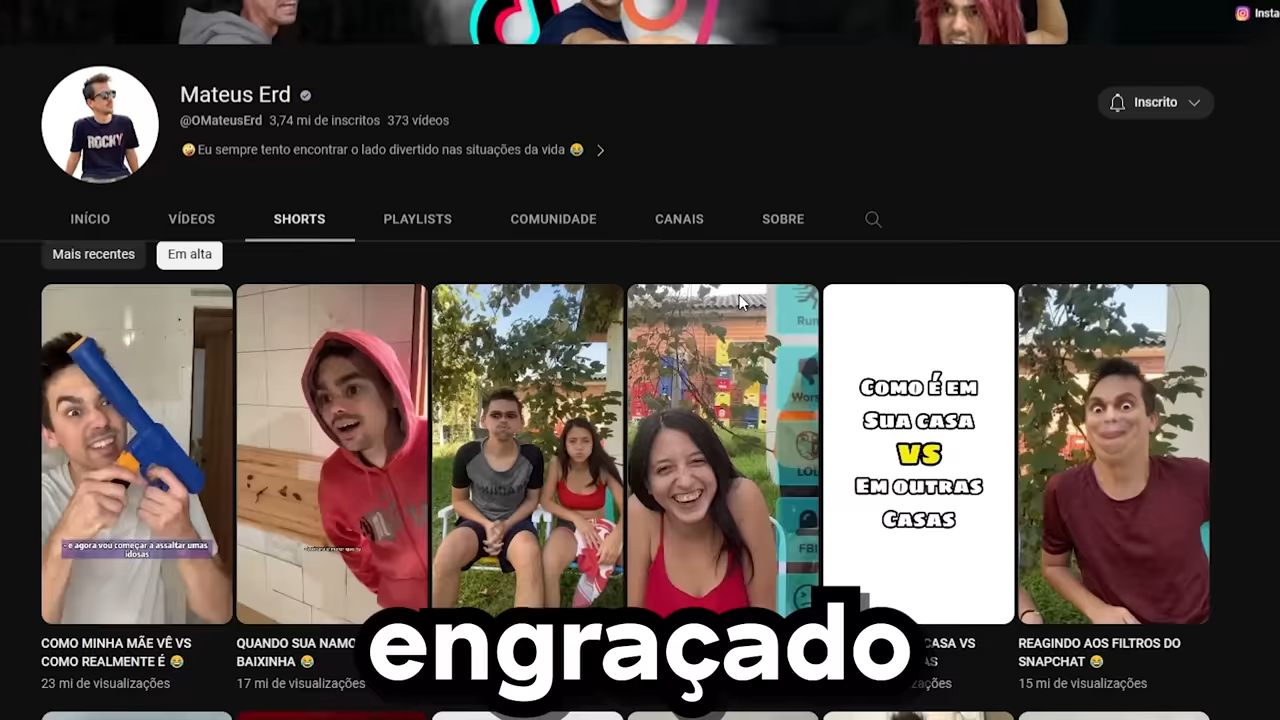 Insta
Mateus Erd
@OMateusErd 3,74 mi de inscritos 373 vídeos
🤪Eu sempre tento encontrar o lado divertido nas situações da vida 😂
Inscrito
INÍCIO VÍDEOS SHORTS PLAYLISTS COMUNIDADE CANAIS SOBRE
Mais recentes Em alta
ROCKY
- e agora vou começar a assaltar umas
idosas
COMO É EM
SUA CASA
VS
EM OUTRAS
CASAS
FBI
COMO MINHA MÃE VÊ VS
COMO REALMENTE É 😂
23 mi de visualizações
QUANDO SUA NAMO
BAIXINHA 😂
17 mi de visualizações
CASA VS
REAGINDO AOS FILTROS DO
SNAPCHAT 😂
15 mi de visualizações
engraçado